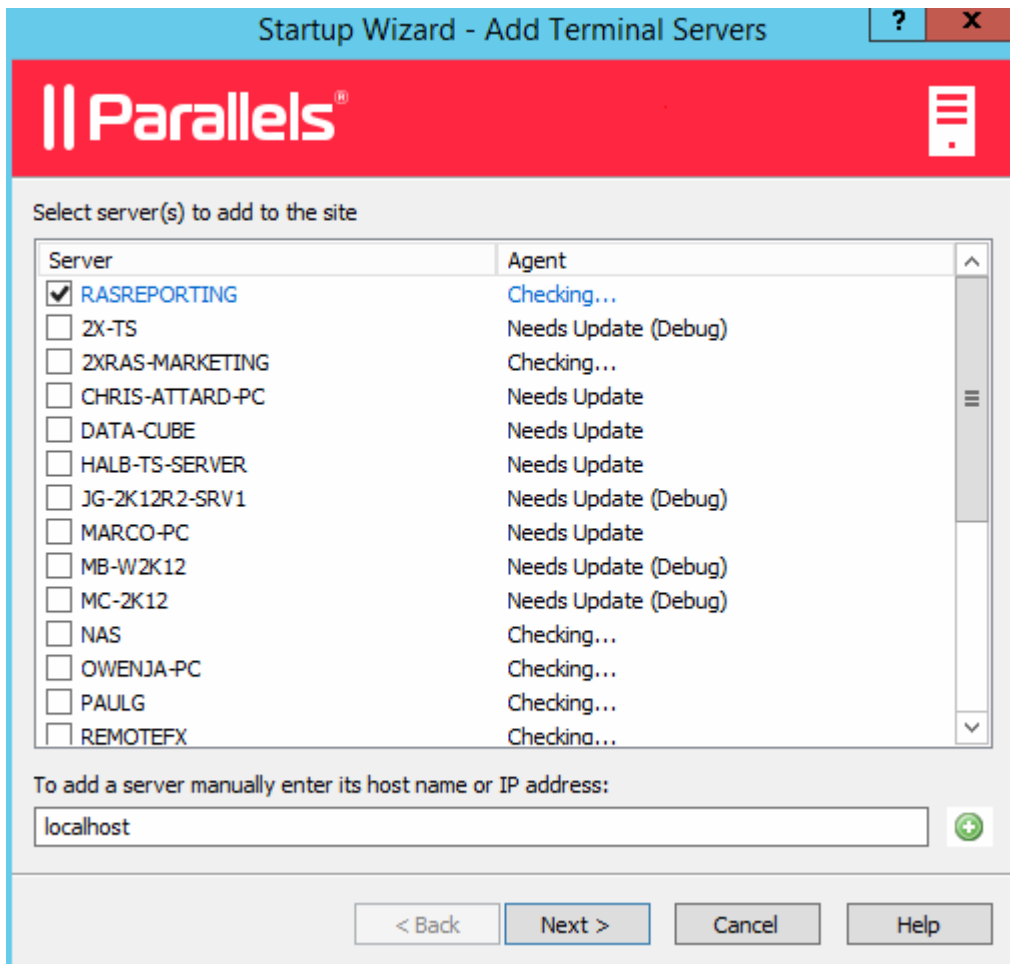 Startup Wizard - Add Terminal Servers ? x
Parallels®
Select server(s) to add to the site
Server Agent
RASREPORTING Checking...
2X-TS Needs Update (Debug)
2XRAS-MARKETING Checking...
CHRIS-ATTARD-PC Needs Update
DATA-CUBE Needs Update
HALB-TS-SERVER Needs Update
JG-2K12R2-SRV1 Needs Update (Debug)
MARCO-PC Needs Update
MB-W2K12 Needs Update (Debug)
MC-2K12 Needs Update (Debug)
NAS Checking...
OWENJA-PC Checking...
PAULG Checking...
REMOTEFX Checking...
To add a server manually enter its host name or IP address:
localhost
< Back Next > Cancel Help